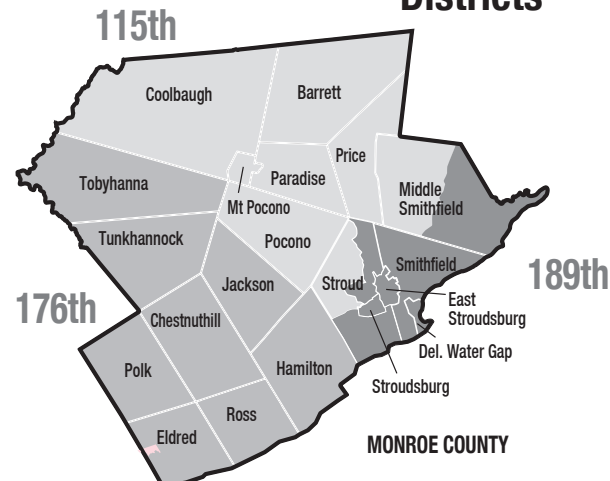 Districts
115th
Coolbaugh
Barrett
Price
Tobyhanna
Paradise
Middle
Smithfield
Mt Pocono
Tunkhannock
Pocono
Smithfield
189th
Jackson
Stroud
East
Stroudsburg
176th
Chestnuthill
Del. Water Gap
Polk
Hamilton
Stroudsburg
Ross
Eldred
MONROE COUNTY